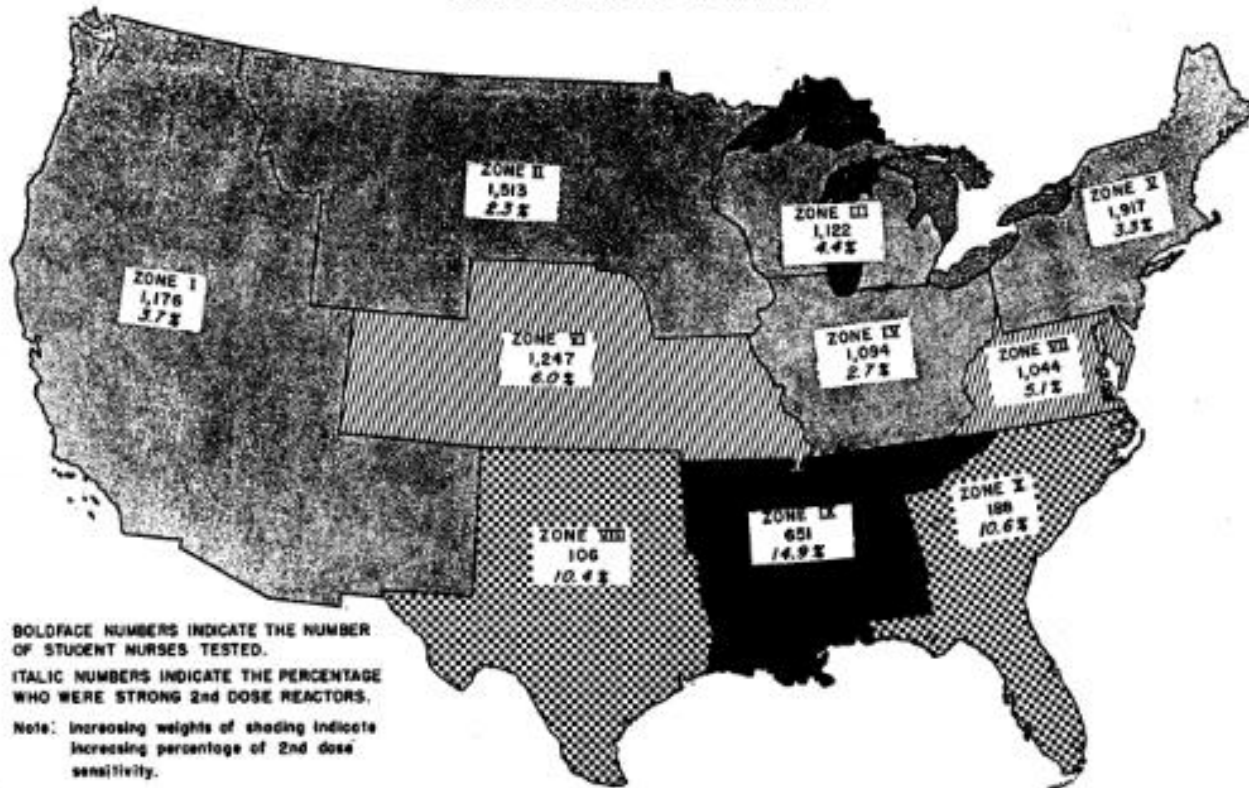 ZONE II
1,513
2.3%
ZONE III
1,122
4.4%
ZONE V
1,917
3.3%
ZONE I
1,176
3.7%
ZONE VI
1,247
6.0%
ZONE IV
1,094
2.7%
ZONE VII
1,044
5.1%
ZONE VIII
106
10.4%
ZONE IX
651
14.9%
ZONE X
188
10.6%
BOLDFACE NUMBERS INDICATE THE NUMBER
OF STUDENT NURSES TESTED.
ITALIC NUMBERS INDICATE THE PERCENTAGE
WHO WERE STRONG 2nd DOSE REACTORS.
Note: Increasing weights of shading indicate
increasing percentage of 2nd dose
sensitivity.